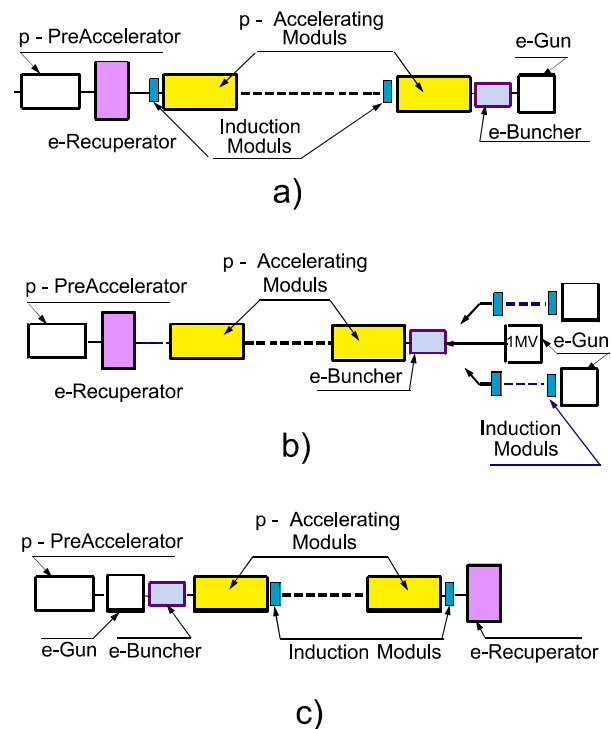 p - PreAccelerator
p - Accelerating
Moduls
e-Gun
e-Recuperator
Induction
Moduls
e-Buncher
a)
p - Accelerating
Moduls
p - PreAccelerator
1MV
e-Gun
e-Recuperator
e-Buncher
Induction
Moduls
b)
p - Accelerating
Moduls
p - PreAccelerator
e-Gun
e-Buncher
Induction Moduls
e-Recuperator
c)